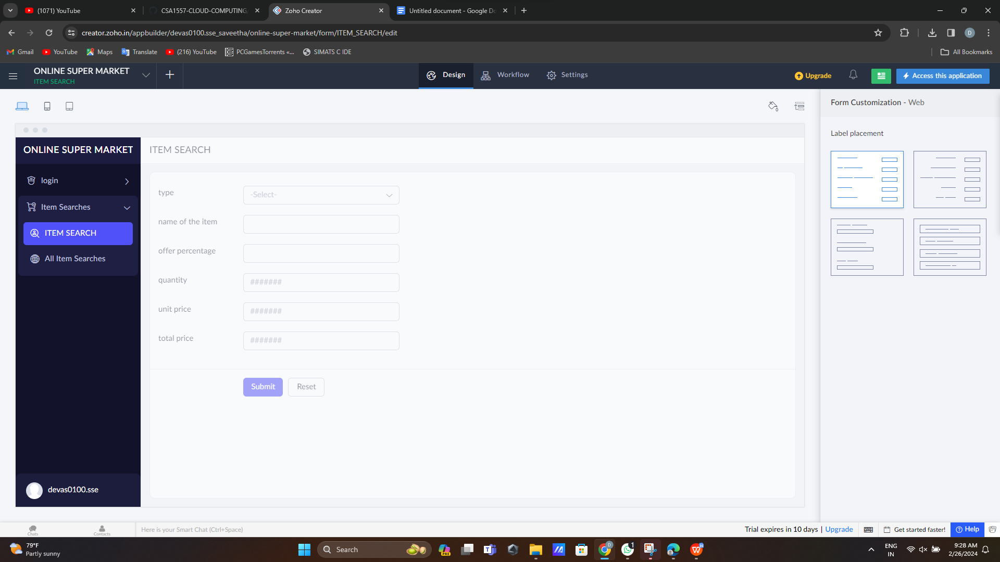 (1071) YouTube
CSA1557-CLOUD-COMPUTING
Zoho Creator
Untitled document - Google Do
creator.zoho.in/appbuilder/devas0100.sse_saveetha/online-super-market/form/ITEM_SEARCH/edit
D
Gmail
YouTube
Maps
Translate
(216) YouTube
PCGamesTorrents «...
SIMATS C IDE
All Bookmarks
ONLINE SUPER MARKET
ITEM SEARCH
Design
Workflow
Settings
Upgrade
Access this application
Form Customization - Web
Label placement
ONLINE SUPER MARKET
ITEM SEARCH
login
Item Searches
ITEM SEARCH
All Item Searches
type
-Select-
name of the item
offer percentage
quantity
#######
unit price
#######
total price
#######
Submit
Reset
devas0100.sse
Chats
Contacts
Here is your Smart Chat (Ctrl+Space)
Trial expires in 10 days | Upgrade
Get started faster!
Help
79°F
Partly sunny
Search
PRE
D
1
ENG
IN
9:28 AM
2/26/2024